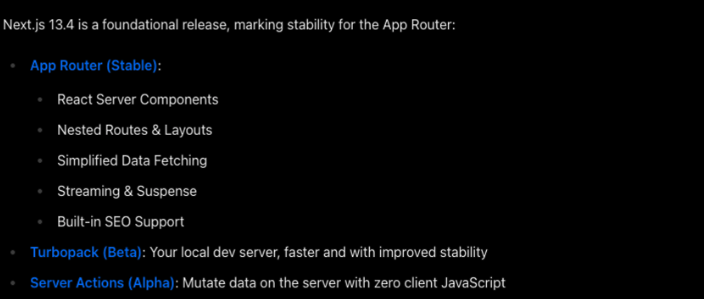 Next.js 13.4 is a foundational release, marking stability for the App Router:
App Router (Stable):
React Server Components
Nested Routes & Layouts
Simplified Data Fetching
Streaming & Suspense
Built-in SEO Support
Turbopack (Beta): Your local dev server, faster and with improved stability
Server Actions (Alpha): Mutate data on the server with zero client JavaScript